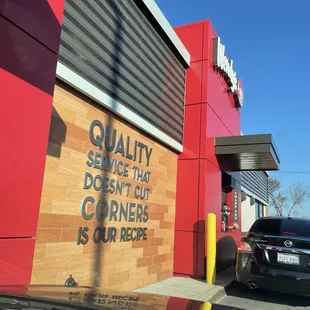 QUALITY
SERVICE THAT
DOESN'T CUT
CORNERS
IS OUR RECIPE